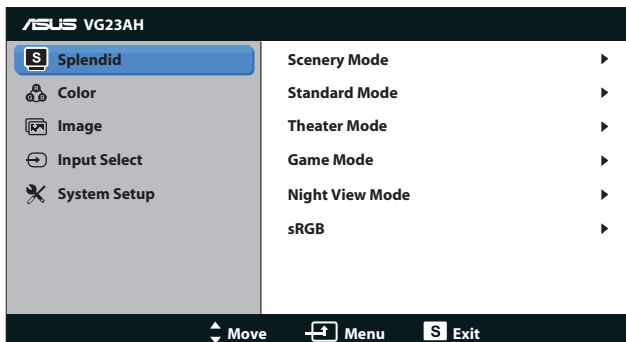 ASUS VG23AH
S Splendid
Color
Image
Input Select
System Setup
Scenery Mode
Standard Mode
Theater Mode
Game Mode
Night View Mode
sRGB
Move Menu S Exit